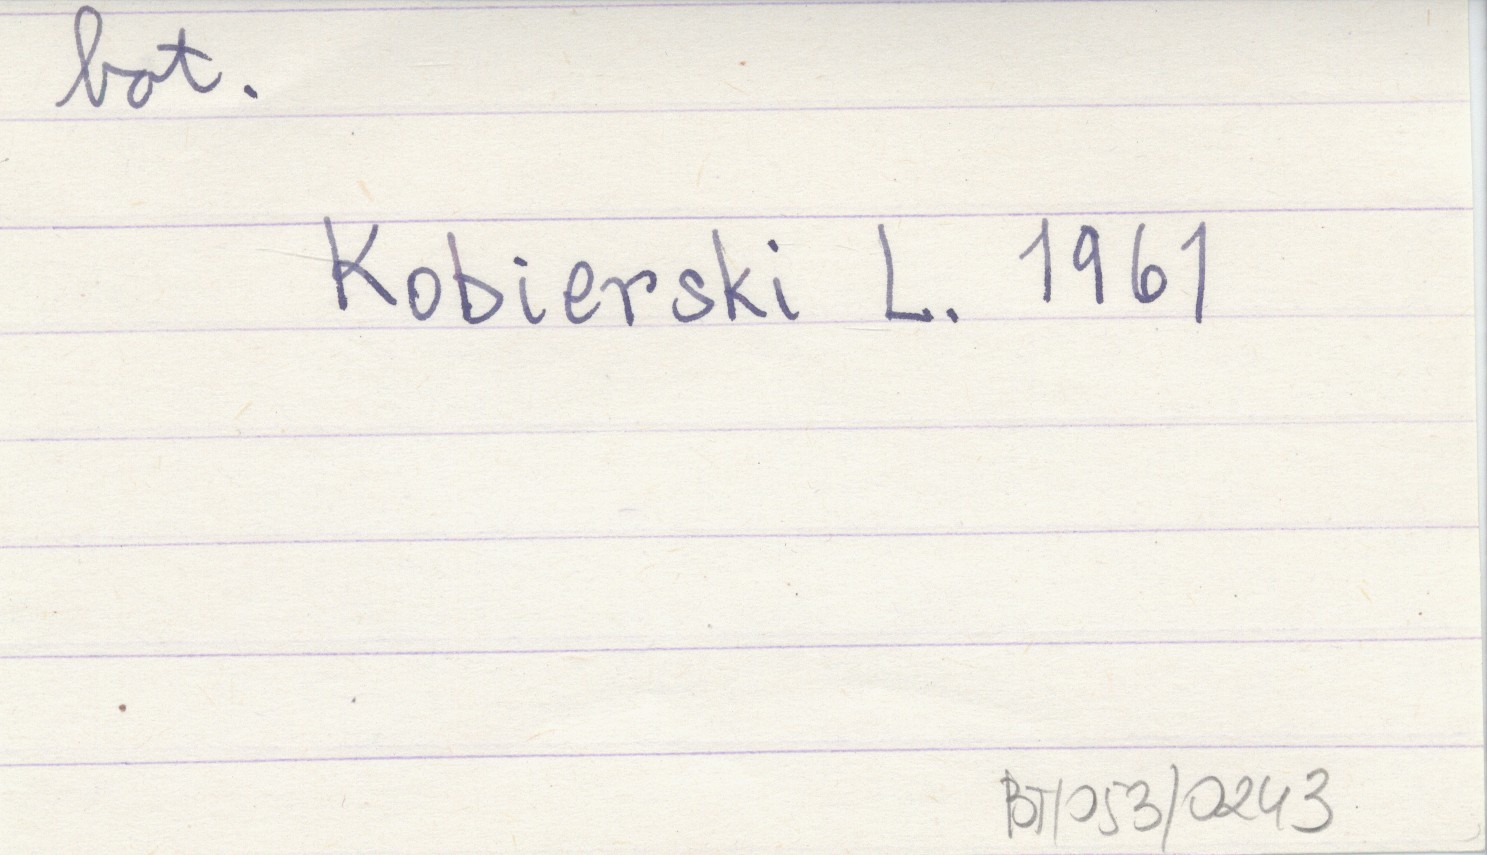 bot.
Kobierski L. 1961
BT/053/0243